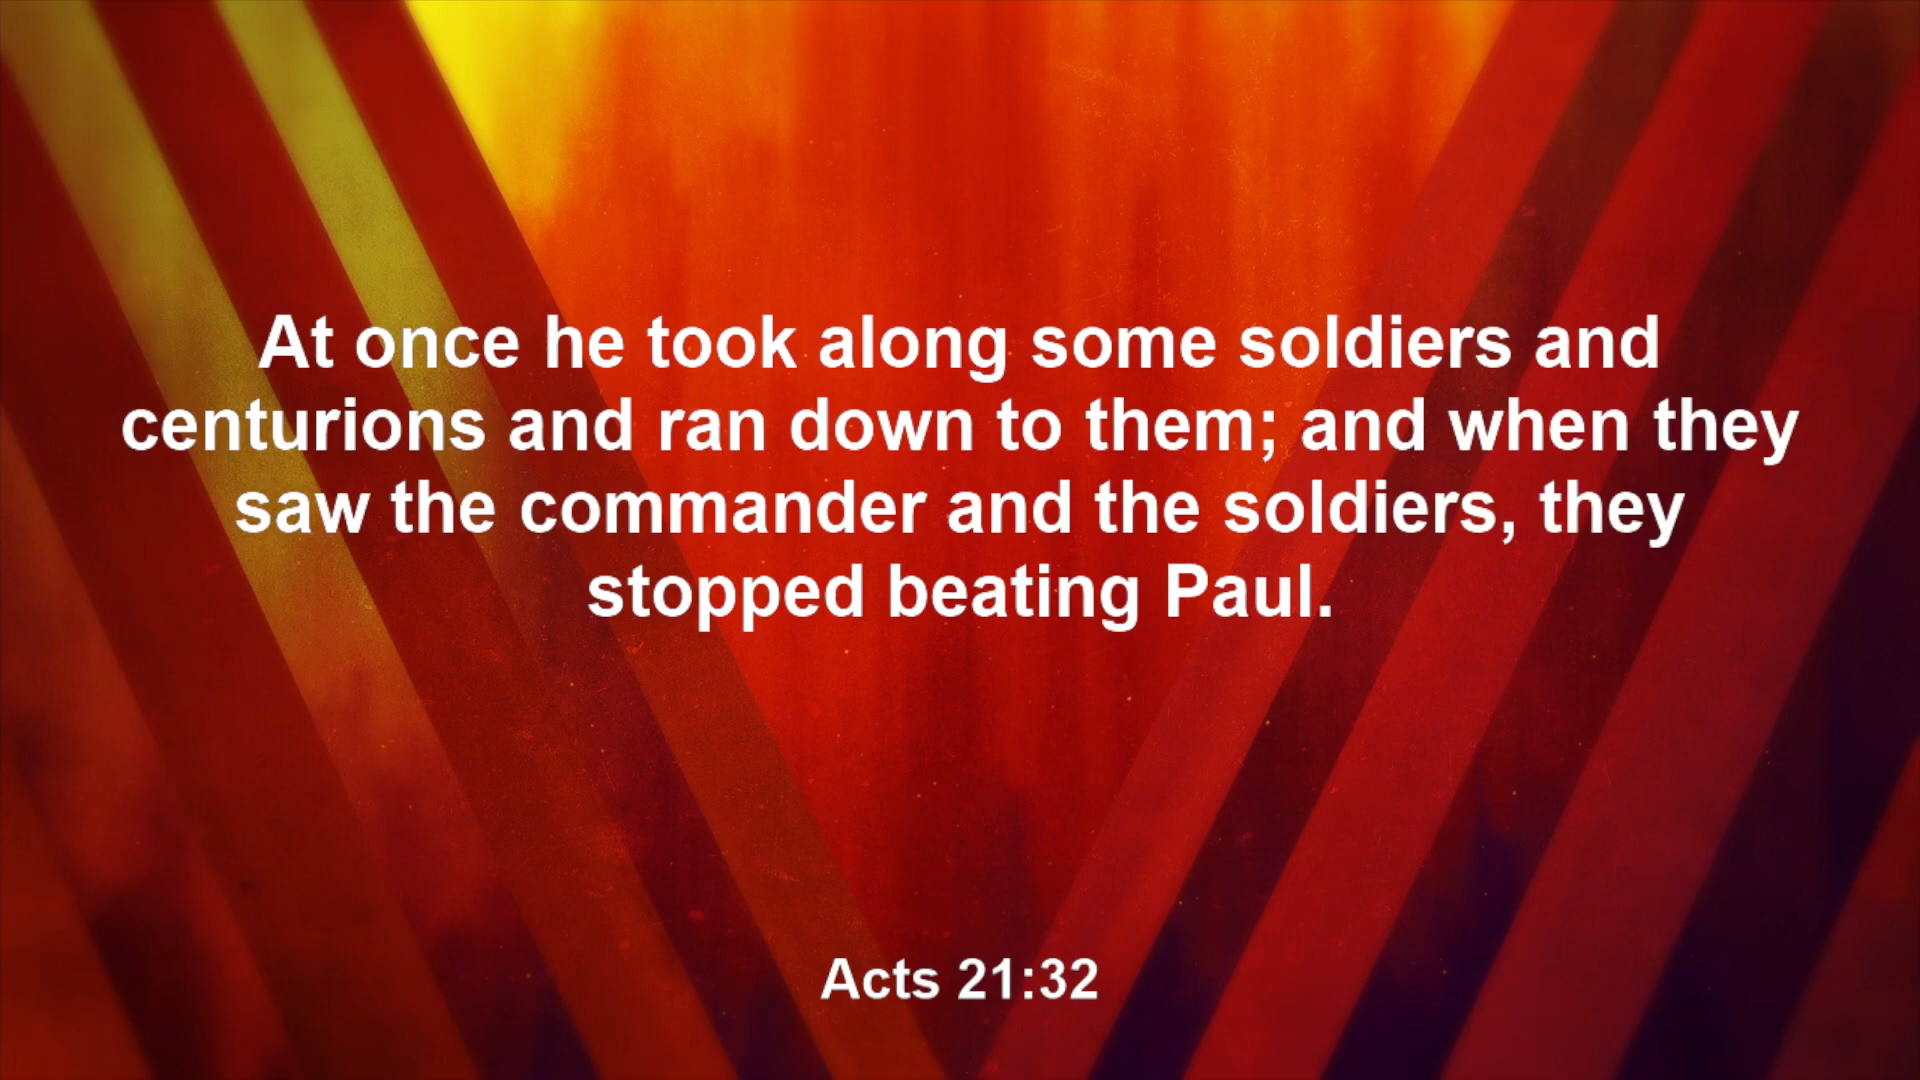 At once he took along some soldiers and
centurions and ran down to them; and when they
saw the commander and the soldiers, they
stopped beating Paul.
Acts 21:32